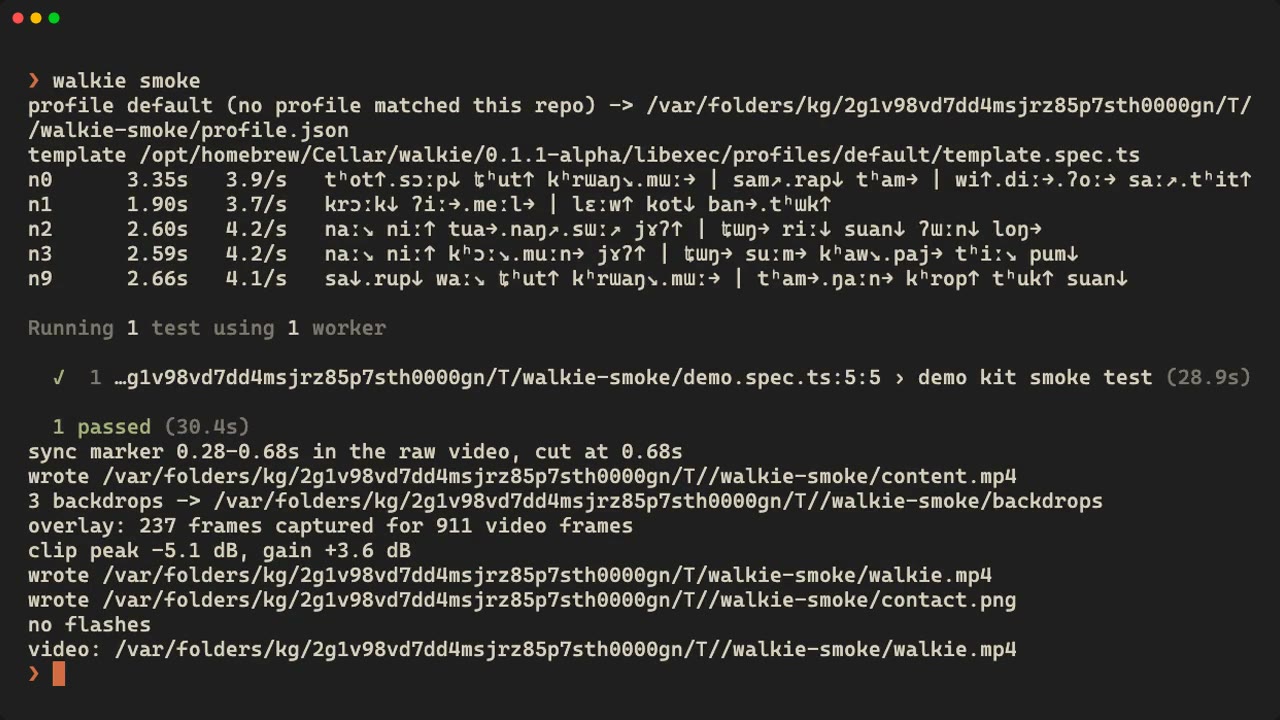 ❯ walkie smoke
profile default (no profile matched this repo) -> /var/folders/kg/2g1v98vd7dd4msjrz85p7sth0000gn/T/
/walkie-smoke/profile.json
template /opt/homebrew/Cellar/walkie/0.1.1-alpha/libexec/profiles/default/template.spec.ts
n0      3.35s   3.9/s   tʰot↑.sɔːp↓ ʨʰut↑ kʰrɯaŋ↘.mɯː→ | sam↗.rap↓ tʰam→ | wi↑.diː→.ʔoː→ saː↗.tʰit↑
n1      1.90s   3.7/s   krɔːk↓ ʔiː→.meːl→ | lɛːw↑ kot↓ ban→.tʰɯk↑
n2      2.60s   4.2/s   naː↘ niː↑ tua→.naŋ↗.sɯː↗ jɤʔ↑ | ʨɯŋ→ riː↓ suan↓ ʔɯːn↓ loŋ→
n3      2.59s   4.2/s   naː↘ niː↑ kʰɔː↘.muːn→ jɤʔ↑ | ʨɯŋ→ suːm→ kʰaw↘.paj→ tʰiː↘ pum↓
n9      2.66s   4.1/s   sa↓.rup↓ waː↘ ʨʰut↑ kʰrɯaŋ↘.mɯː→ | tʰam→.ŋaːn→ kʰrop↑ tʰuk↑ suan↓
Running 1 test using 1 worker
✓  1 …g1v98vd7dd4msjrz85p7sth0000gn/T/walkie-smoke/demo.spec.ts:5:5 › demo kit smoke test (28.9s)
1 passed (30.4s)
sync marker 0.28–0.68s in the raw video, cut at 0.68s
wrote /var/folders/kg/2g1v98vd7dd4msjrz85p7sth0000gn/T//walkie-smoke/content.mp4
3 backdrops -> /var/folders/kg/2g1v98vd7dd4msjrz85p7sth0000gn/T//walkie-smoke/backdrops
overlay: 237 frames captured for 911 video frames
clip peak -5.1 dB, gain +3.6 dB
wrote /var/folders/kg/2g1v98vd7dd4msjrz85p7sth0000gn/T/walkie-smoke/walkie.mp4
wrote /var/folders/kg/2g1v98vd7dd4msjrz85p7sth0000gn/T//walkie-smoke/contact.png
no flashes
video: /var/folders/kg/2g1v98vd7dd4msjrz85p7sth0000gn/T//walkie-smoke/walkie.mp4
❯